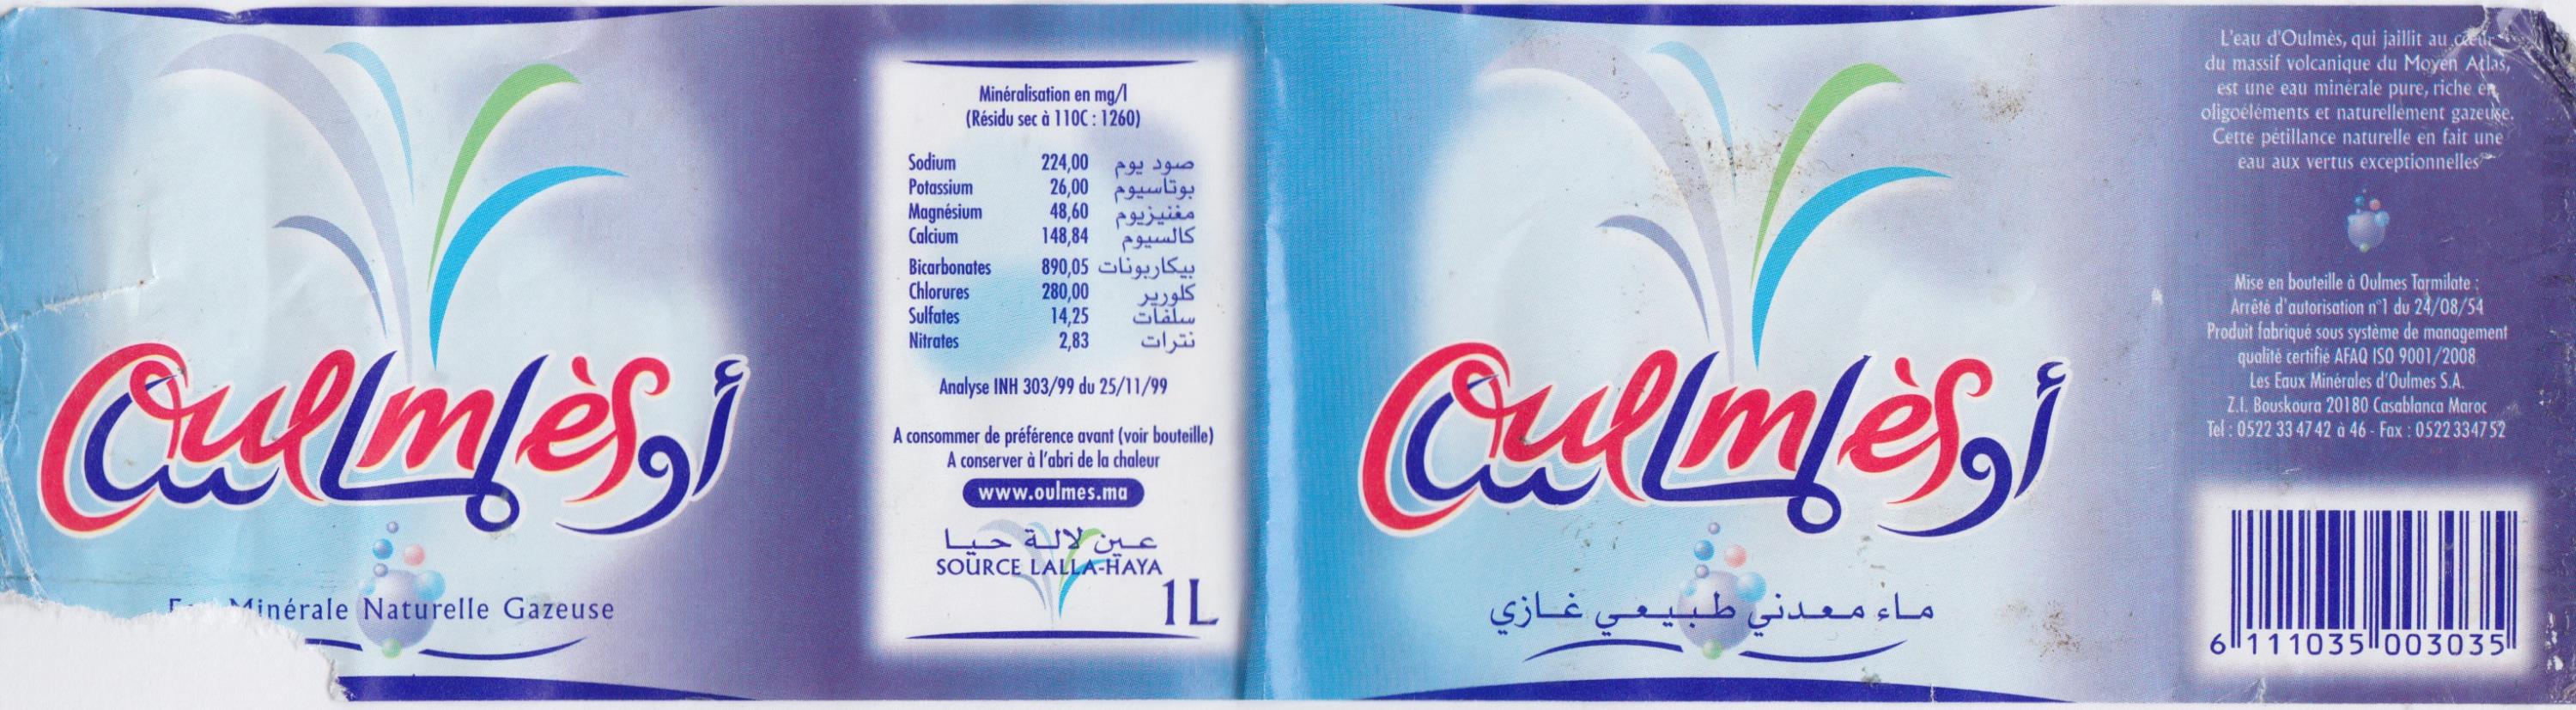 Oulmès
أولماس
Minérale Naturelle Gazeuse
Minéralisation en mg/l
(Résidu sec à 110C : 1260)
Sodium 224,00 صود يوم
Potassium 26,00 بوتاسيوم
Magnésium 48,60 مغنيزيوم
Calcium 148,84 كالسيوم
Bicarbonates 890,05 بيكاربونات
Chlorures 280,00 كلورير
Sulfates 14,25 سلفات
Nitrates 2,83 نترات
Analyse INH 303/99 du 25/11/99
A consommer de préférence avant (voir bouteille)
A conserver à l'abri de la chaleur
www.oulmes.ma
عين لالة حيا
SOURCE LALLA-HAYA
1L
Oulmès
أولماس
ماء معدني طبيعي غازي
L'eau d'Oulmès, qui jaillit au cœur
du massif volcanique du Moyen Atlas,
est une eau minérale pure, riche en
oligoéléments et naturellement gazeuse.
Cette pétillance naturelle en fait une
eau aux vertus exceptionnelles
Mise en bouteille à Oulmes Tarmilate :
Arrêté d'autorisation n°1 du 24/08/54
Produit fabriqué sous système de management
qualité certifié AFAQ ISO 9001/2008
Les Eaux Minérales d'Oulmes S.A.
Z.I. Bouskoura 20180 Casablanca Maroc
Tel : 0522 33 47 42 à 46 - Fax : 0522334752
6 111035 003035